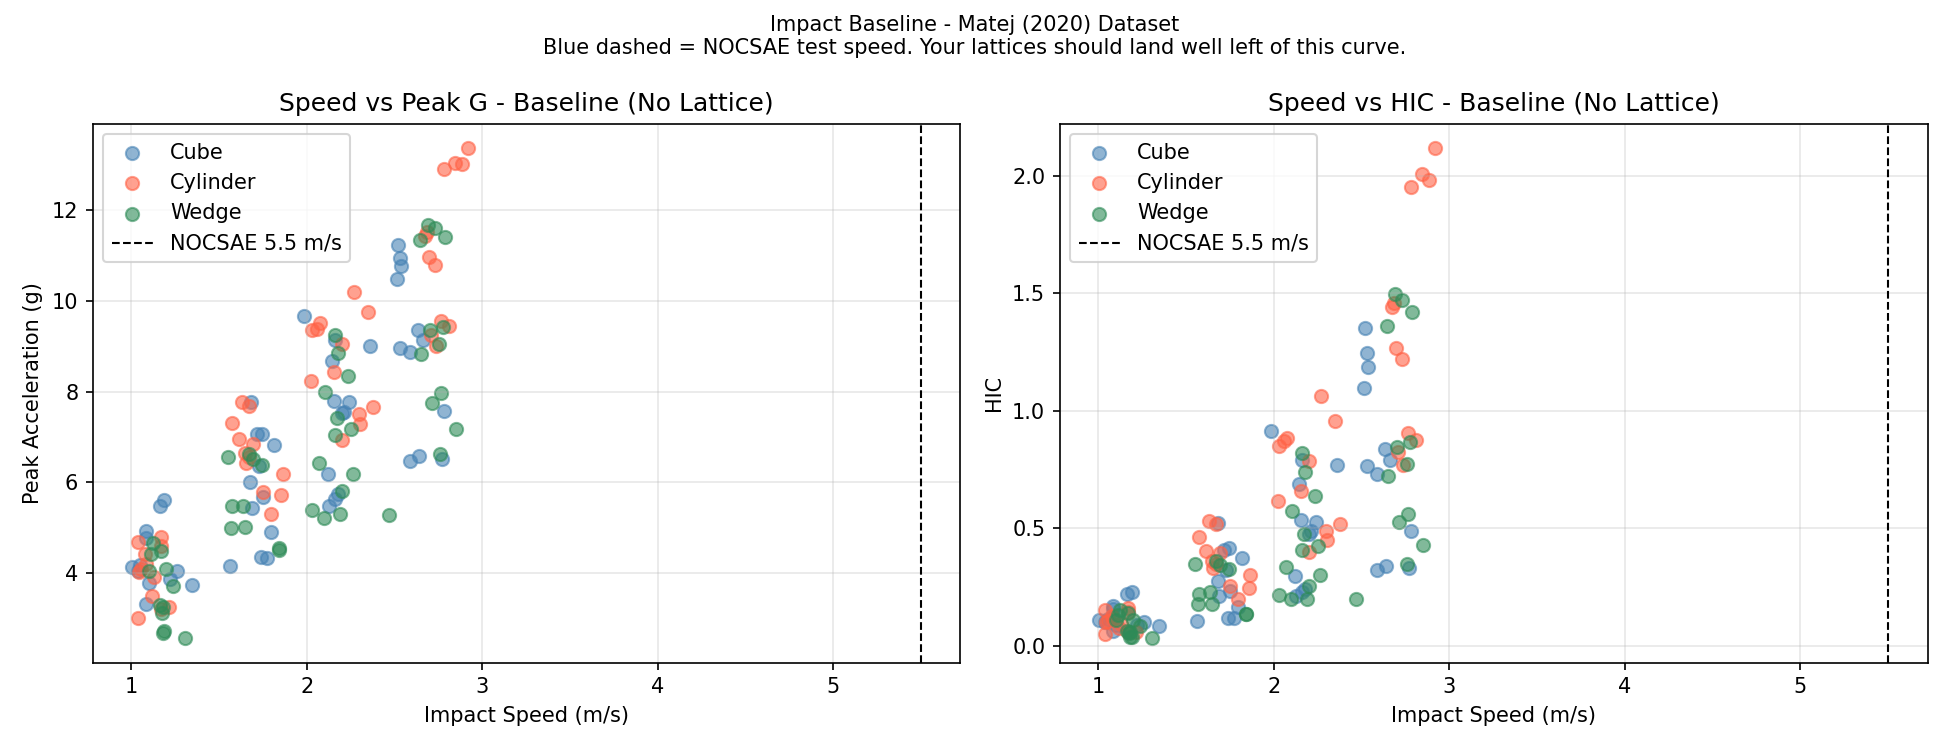 Impact Baseline - Matej (2020) Dataset
Blue dashed = NOCSAE test speed. Your lattices should land well left of this curve.
Speed vs Peak G - Baseline (No Lattice)
Cube
Cylinder
Wedge
NOCSAE 5.5 m/s
Peak Acceleration (g)
12
10
8
6
4
1
2
3
4
5
Impact Speed (m/s)
Speed vs HIC - Baseline (No Lattice)
Cube
Cylinder
Wedge
NOCSAE 5.5 m/s
HIC
2.0
1.5
1.0
0.5
0.0
1
2
3
4
5
Impact Speed (m/s)